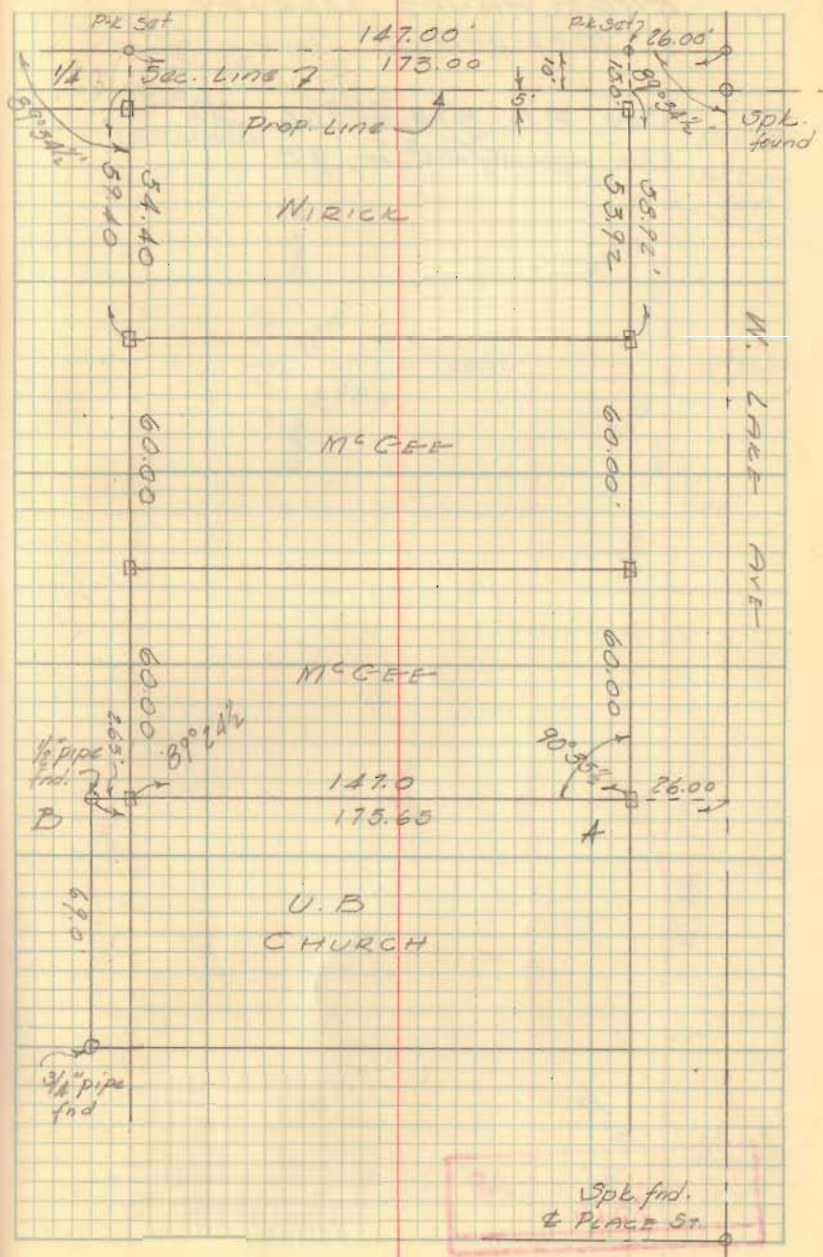 P-K Set
147.00'
P.K Set
26.00'
1/4 Sec. Line
173.00
10'
15.0'
5'
89°34½'
89°34½'
Spk. found
Prop. Line
59.40
54.40
NIRICK
53.92
58.92'
W. LAKE AVE
60.00
McGEE
60.00'
60.00
McGEE
60.00
½" pipe fnd.
2.65'
89°24½
90°35½
147.0
26.00
B
175.65
A
69.0'
U.B
CHURCH
3/4" pipe
fnd
Spk. fnd.
℄ PLACE ST.